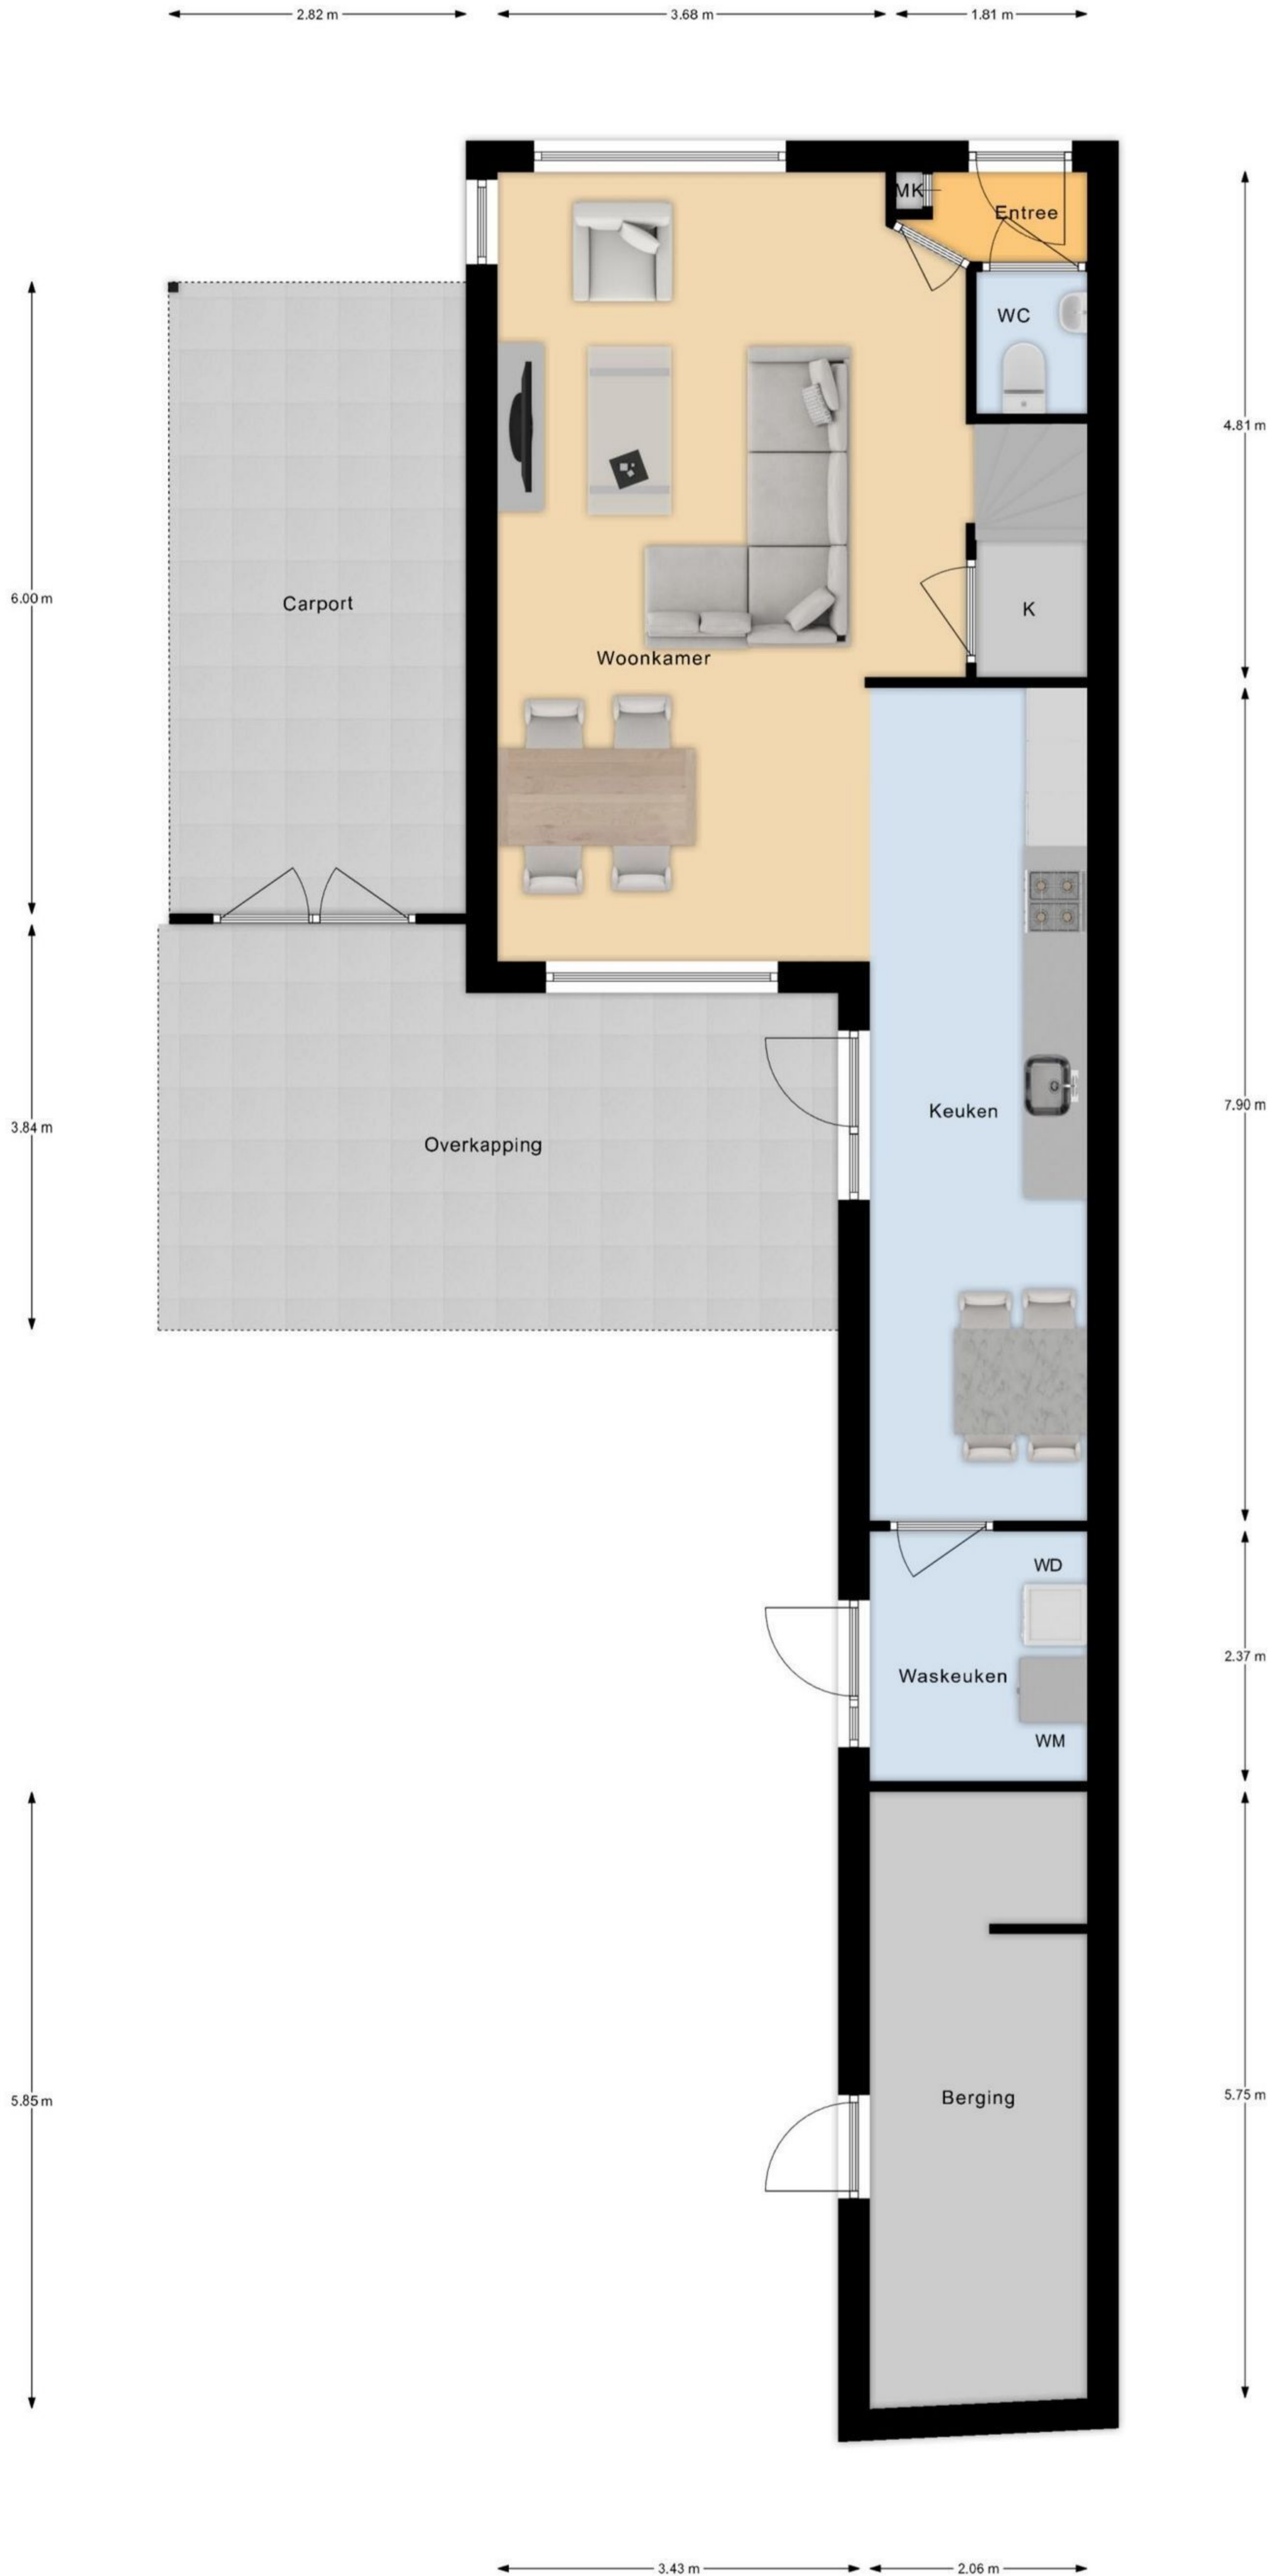 2.82 m
3.68 m
1.81 m
MK
Entree
WC
4.81 m
6.00 m
Carport
K
Woonkamer
Keuken
7.90 m
3.84 m
Overkapping
WD
2.37 m
Waskeuken
WM
5.85 m
Berging
5.75 m
3.43 m
2.06 m